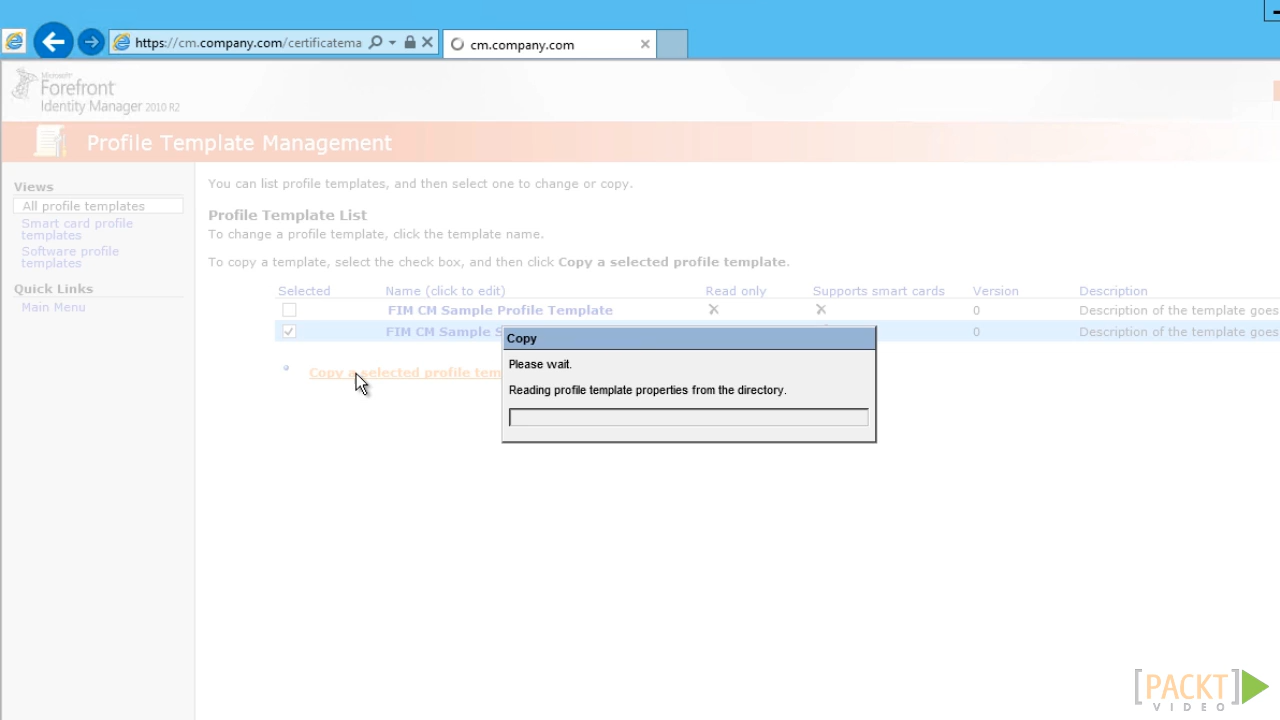 https://cm.company.com/certificatema
cm.company.com
Microsoft
Forefront
Identity Manager 2010 R2
Profile Template Management
Views
All profile templates
Smart card profile
templates
Software profile
templates
Quick Links
Main Menu
You can list profile templates, and then select one to change or copy.
Profile Template List
To change a profile template, click the template name.
To copy a template, select the check box, and then click Copy a selected profile template.
Selected Name (click to edit) Read only Supports smart cards Version Description
FIM CM Sample Profile Template 0 Description of the template goes
FIM CM Sample S 0 Description of the template goes
Copy a selected profile tem
Copy
Please wait.
Reading profile template properties from the directory.
[PACKT]
VIDEO